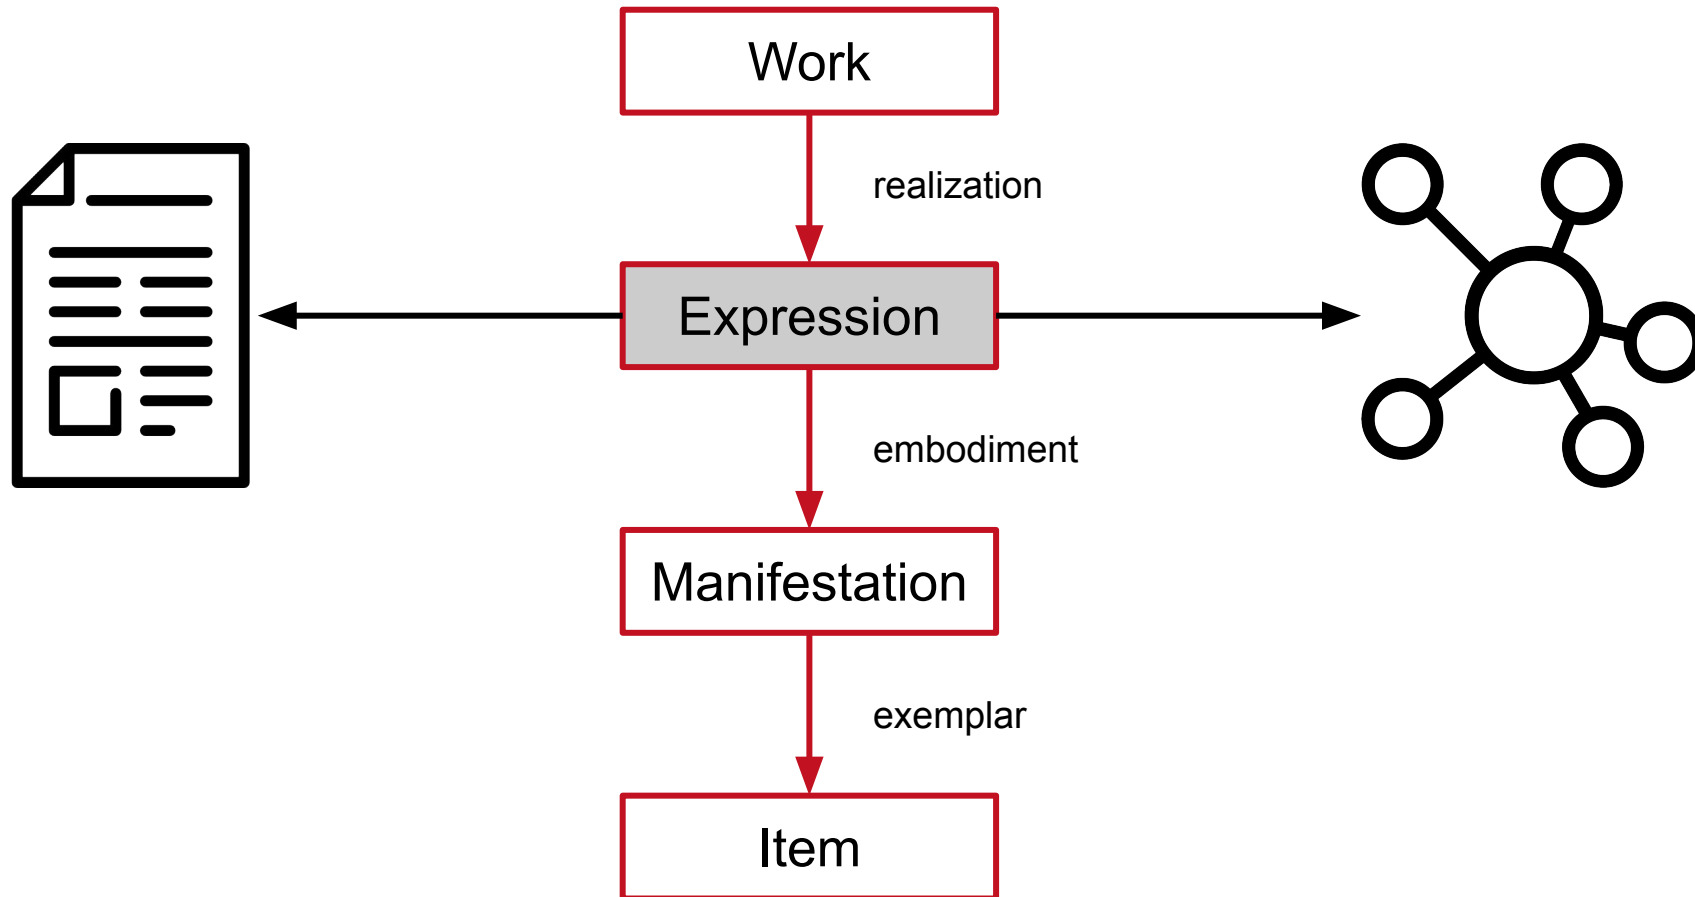 Work
realization
Expression
embodiment
Manifestation
exemplar
Item